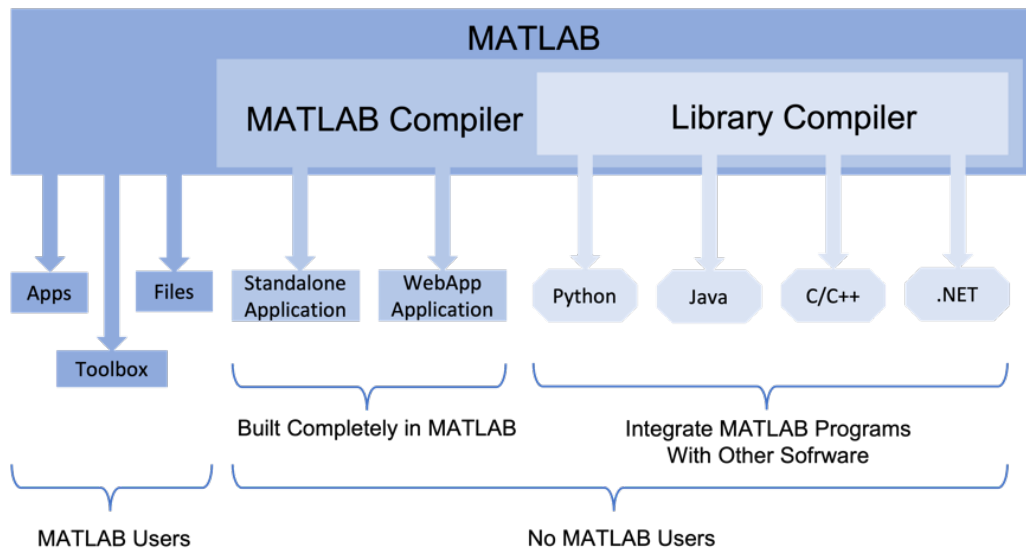 MATLAB
MATLAB Compiler
Library Compiler
Apps
Files
Toolbox
Standalone
Application
WebApp
Application
Python
Java
C/C++
.NET
Built Completely in MATLAB
Integrate MATLAB Programs
With Other Sofrware
MATLAB Users
No MATLAB Users